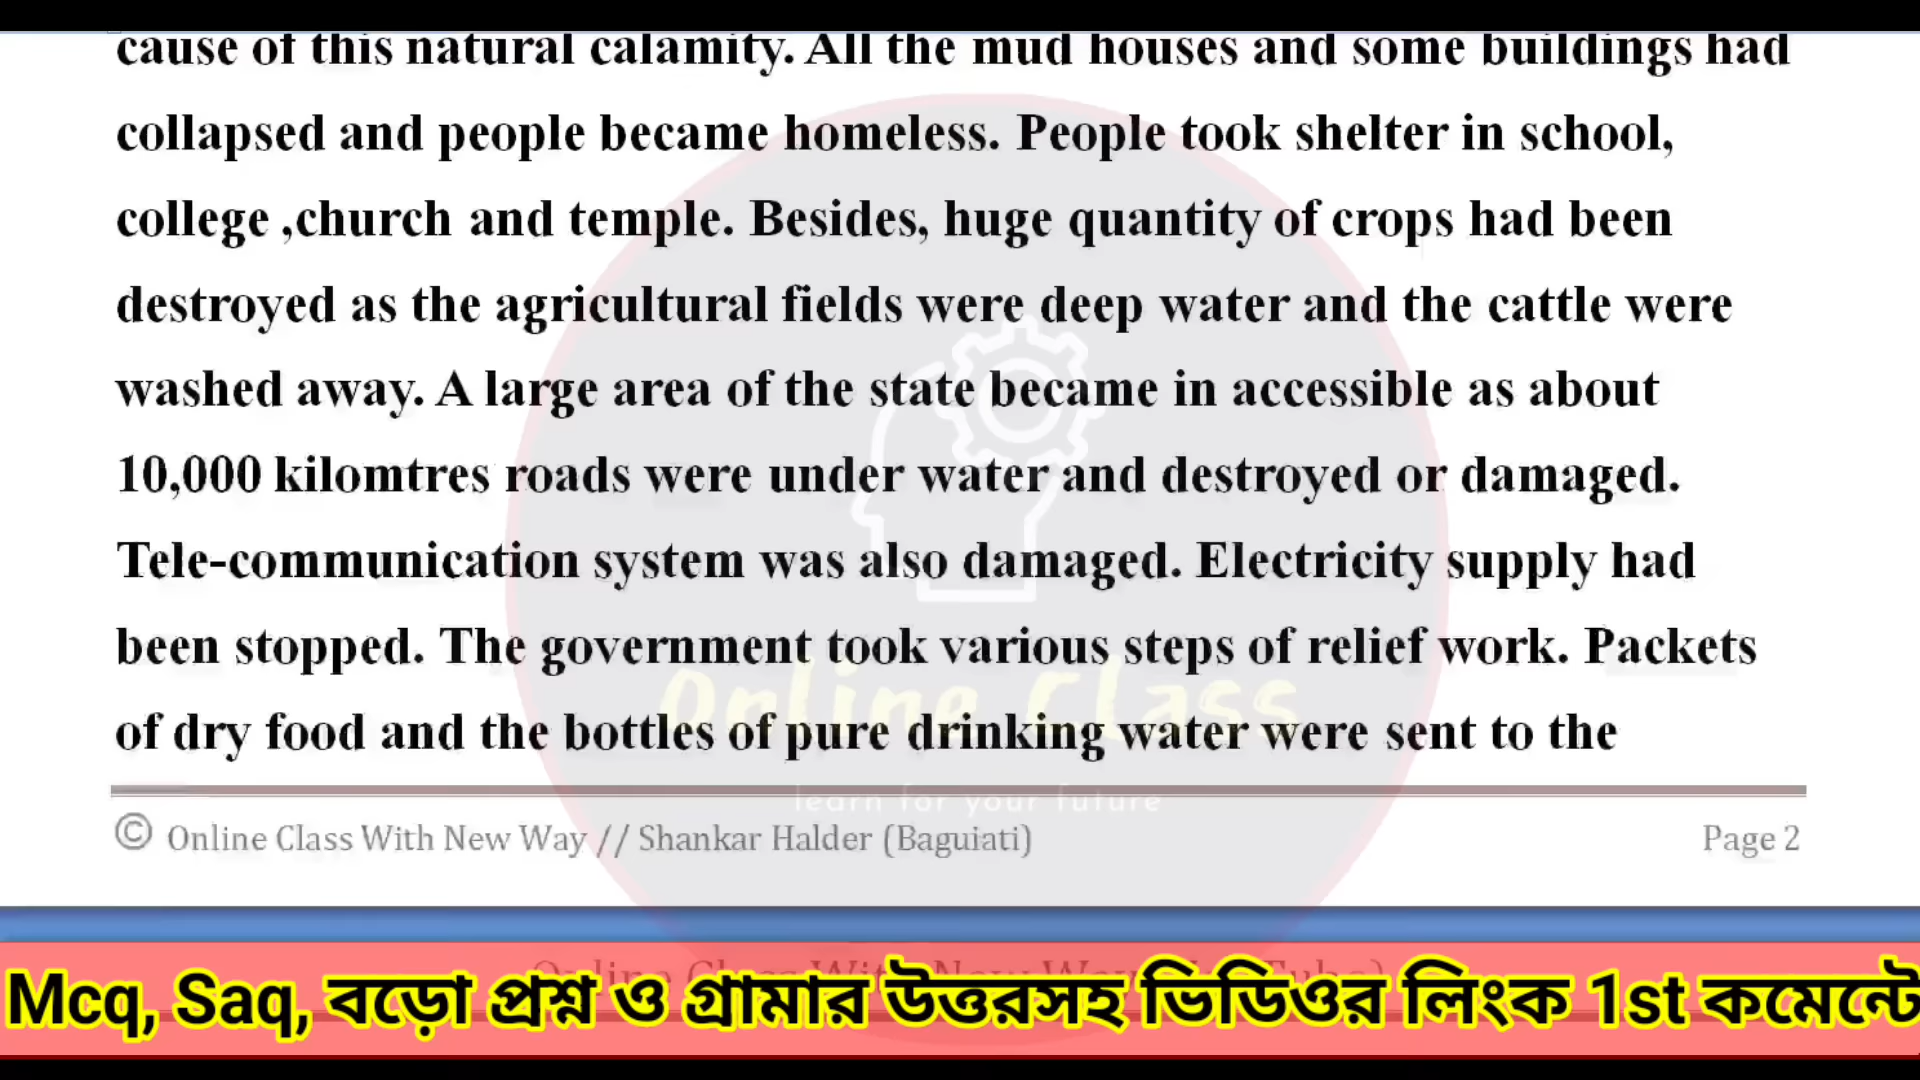 cause of this natural calamity. All the mud houses and some buildings had
collapsed and people became homeless. People took shelter in school,
college ,church and temple. Besides, huge quantity of crops had been
destroyed as the agricultural fields were deep water and the cattle were
washed away. A large area of the state became in accessible as about
10,000 kilomtres roads were under water and destroyed or damaged.
Tele-communication system was also damaged. Electricity supply had
been stopped. The government took various steps of relief work. Packets
of dry food and the bottles of pure drinking water were sent to the
Online Class
learn for your future
© Online Class With New Way // Shankar Halder (Baguiati) Page 2
Mcq, Saq, বড়ো প্রশ্ন ও গ্রামার উত্তরসহ ভিডিওর লিংক 1st কমেন্টে